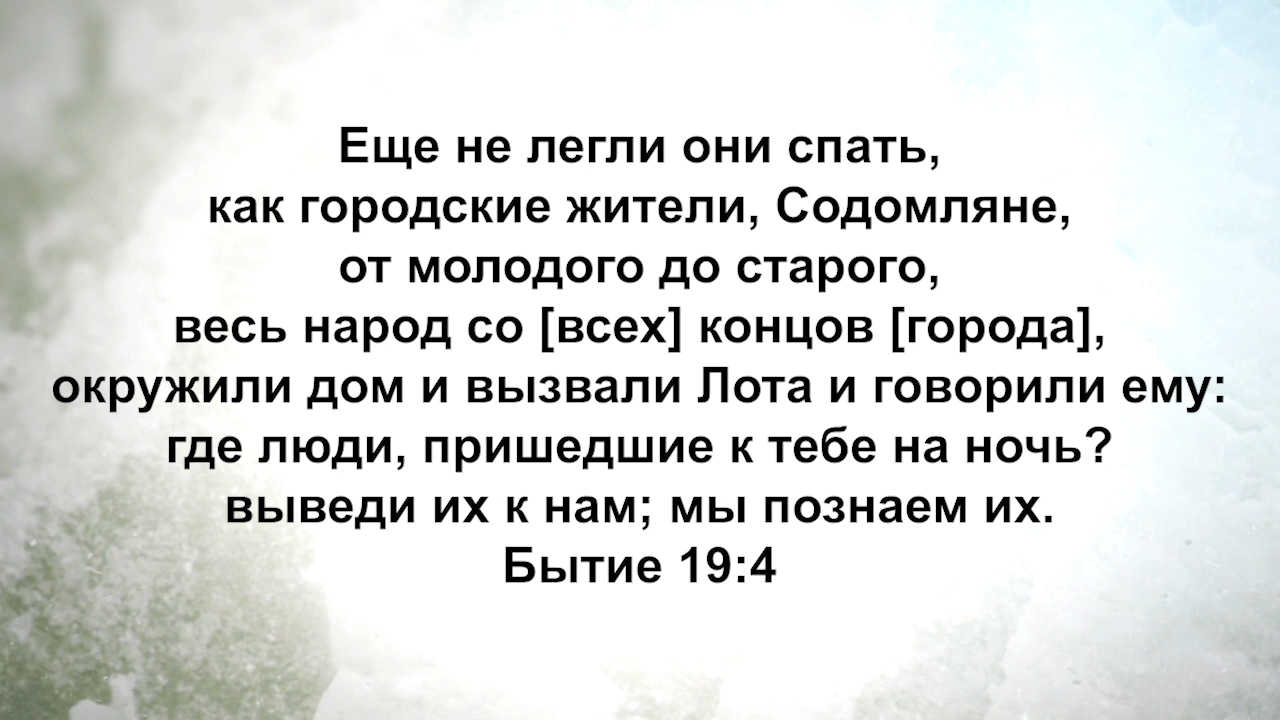 Еще не легли они спать,
как городские жители, Содомляне,
от молодого до старого,
весь народ со [всех] концов [города],
окружили дом и вызвали Лота и говорили ему:
где люди, пришедшие к тебе на ночь?
выведи их к нам; мы познаем их.
Бытие 19:4